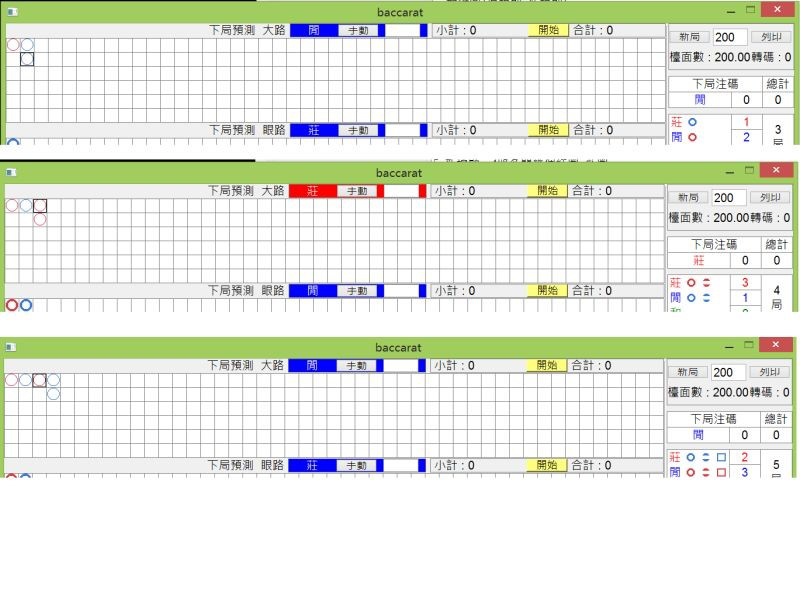 baccarat
下局預測 大路 閒 手動 小計：0 開始 合計：0
新局 200 列印
檯面數：200.00轉碼：0
下局注碼 總計
閒 0 0
下局預測 眼路 莊 手動 小計：0 開始 合計：0
莊 1
閒 2
3
局
baccarat
下局預測 大路 莊 手動 小計：0 開始 合計：0
新局 200 列印
檯面數：200.00轉碼：0
下局注碼 總計
莊 0 0
下局預測 眼路 閒 手動 小計：0 開始 合計：0
莊 3
閒 1
4
局
baccarat
下局預測 大路 閒 手動 小計：0 開始 合計：0
新局 200 列印
檯面數：200.00轉碼：0
下局注碼 總計
閒 0 0
下局預測 眼路 莊 手動 小計：0 開始 合計：0
莊 2
閒 3
5